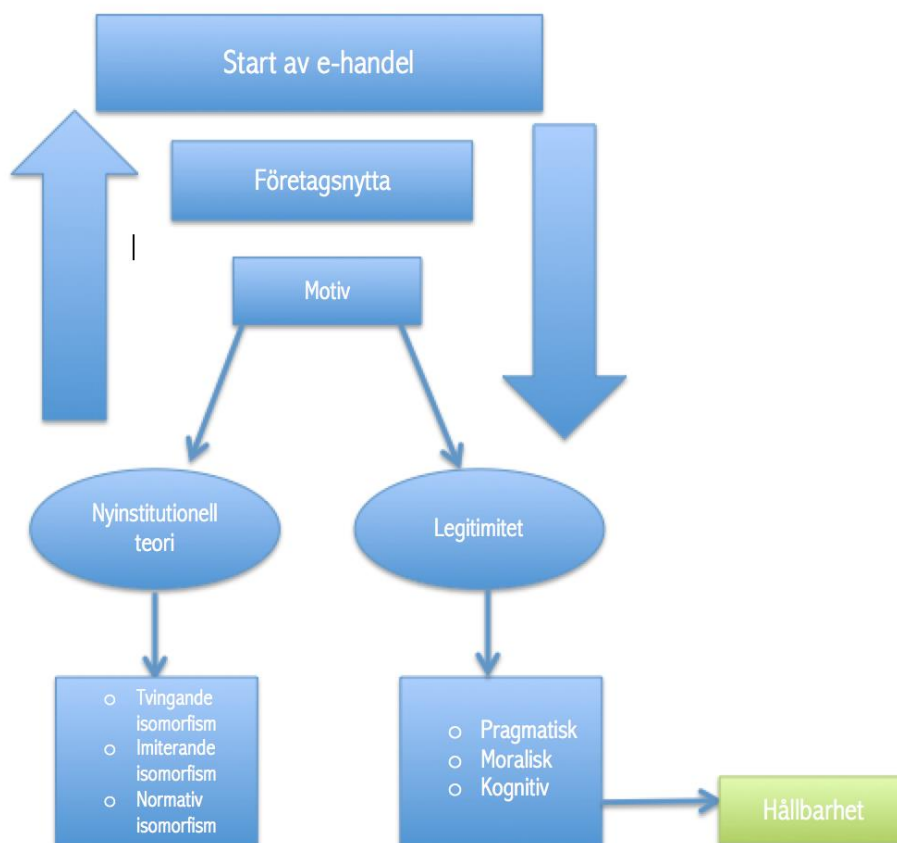 Start av e-handel
Företagsnytta
Motiv
Nyinstitutionell
teori
Legitimitet
Tvingande
isomorfism
Imiterande
isomorfism
Normativ
isomorfism
Pragmatisk
Moralisk
Kognitiv
Hållbarhet